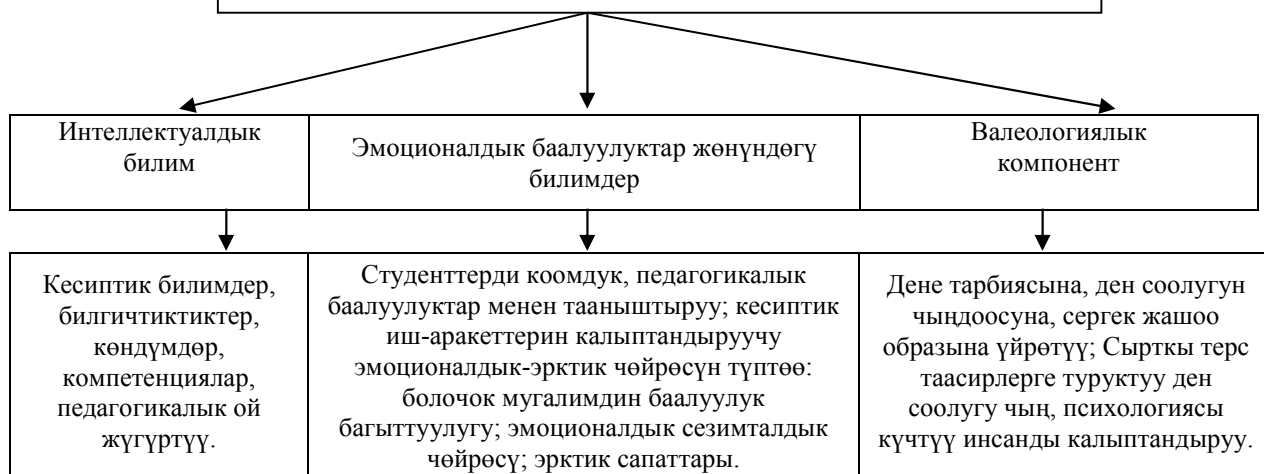 Интеллектуалдык
билим
Эмоционалдык баалуулуктар жөнүндөгү
билимдер
Валеологиялык
компонент
Кесиптик билимдер,
билгичтиктиктер,
көндүмдөр,
компетенциялар,
педагогикалык ой
жүгүртүү.
Студенттерди коомдук, педагогикалык
баалуулуктар менен тааныштыруу; кесиптик
иш-аракеттерин калыптандыруучу
эмоционалдык-эрктик чөйрөсүн түптөө:
болочок мугалимдин баалуулук
багыттуулугу; эмоционалдык сезимталдык
чөйрөсү; эрктик сапаттары.
Дене тарбиясына, ден соолугун
чыңдоосуна, сергек жашоо
образына үйрөтүү; Сырткы терс
таасирлерге туруктуу ден
соолугу чың, психологиясы
күчтүү инсанды калыптандыруу.